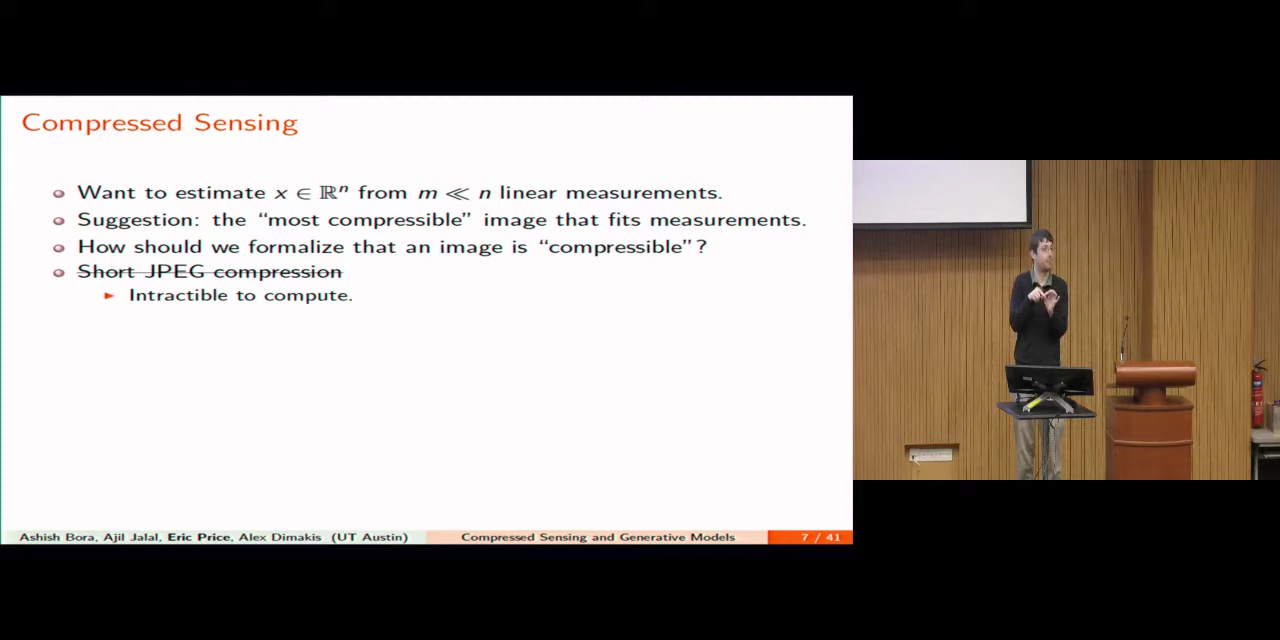 Compressed Sensing
Want to estimate x ∈ ℝⁿ from m ≪ n linear measurements.
Suggestion: the “most compressible” image that fits measurements.
How should we formalize that an image is “compressible”?
Short JPEG compression
Intractible to compute.
Ashish Bora, Ajil Jalal, Eric Price, Alex Dimakis (UT Austin)
Compressed Sensing and Generative Models
7 / 41